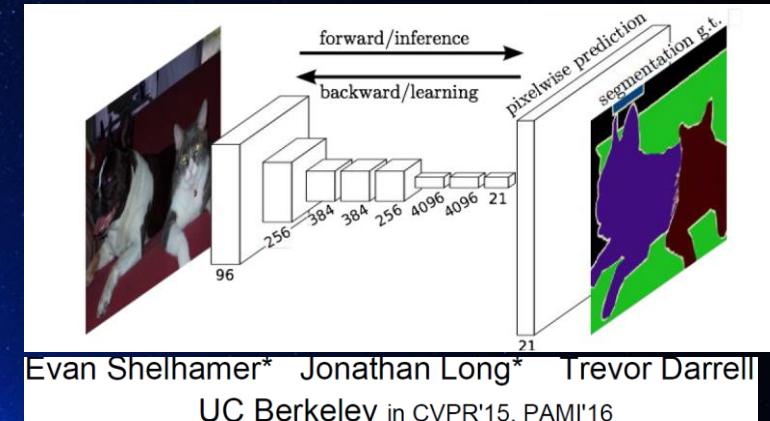 forward/inference
backward/learning
pixelwise prediction
segmentation g.t.
96
256
384
384
256
4096
4096
21
21
Evan Shelhamer* Jonathan Long* Trevor Darrell
UC Berkeley in CVPR'15, PAMI'16